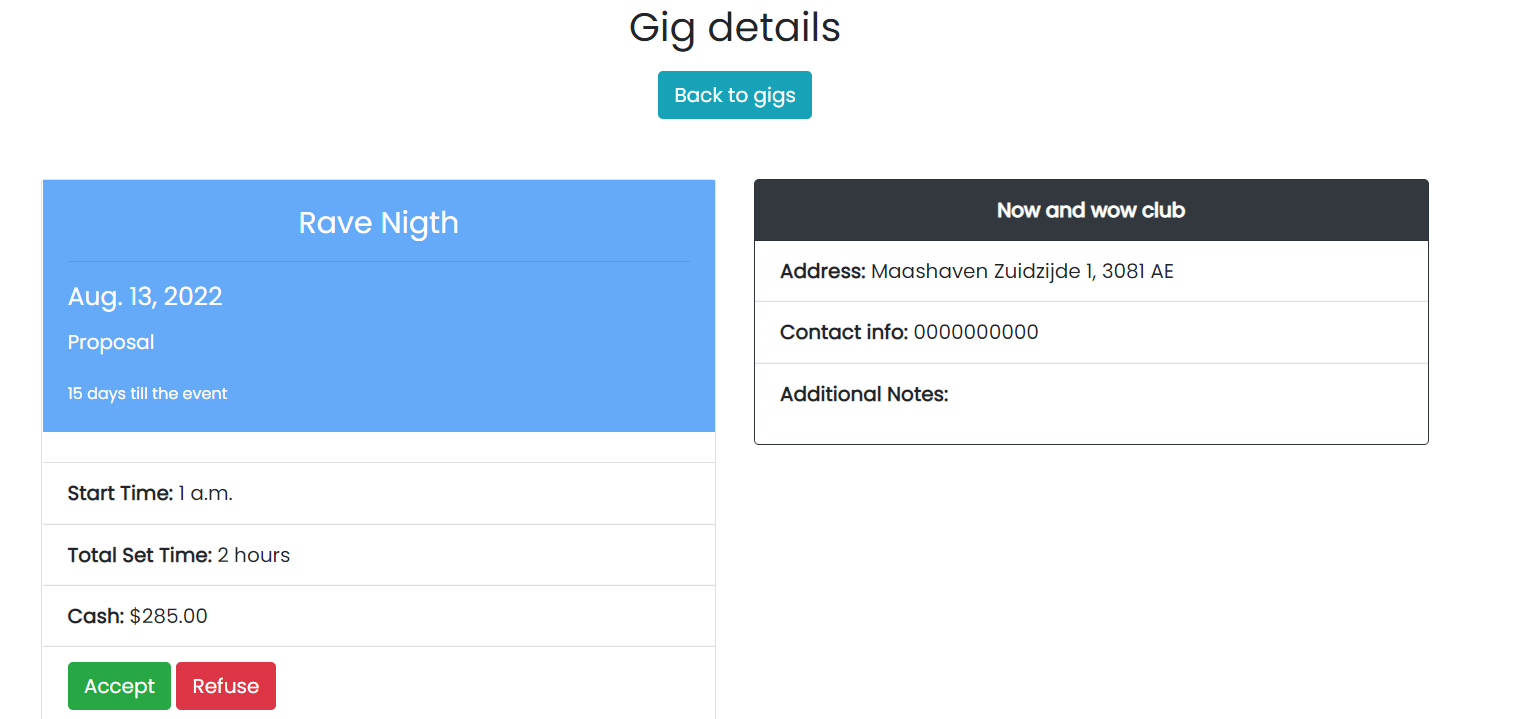 Gig details
Back to gigs
Rave Nigth
Aug. 13, 2022
Proposal
15 days till the event
Start Time: 1 a.m.
Total Set Time: 2 hours
Cash: $285.00
Accept Refuse
Now and wow club
Address: Maashaven Zuidzijde 1, 3081 AE
Contact info: 0000000000
Additional Notes: